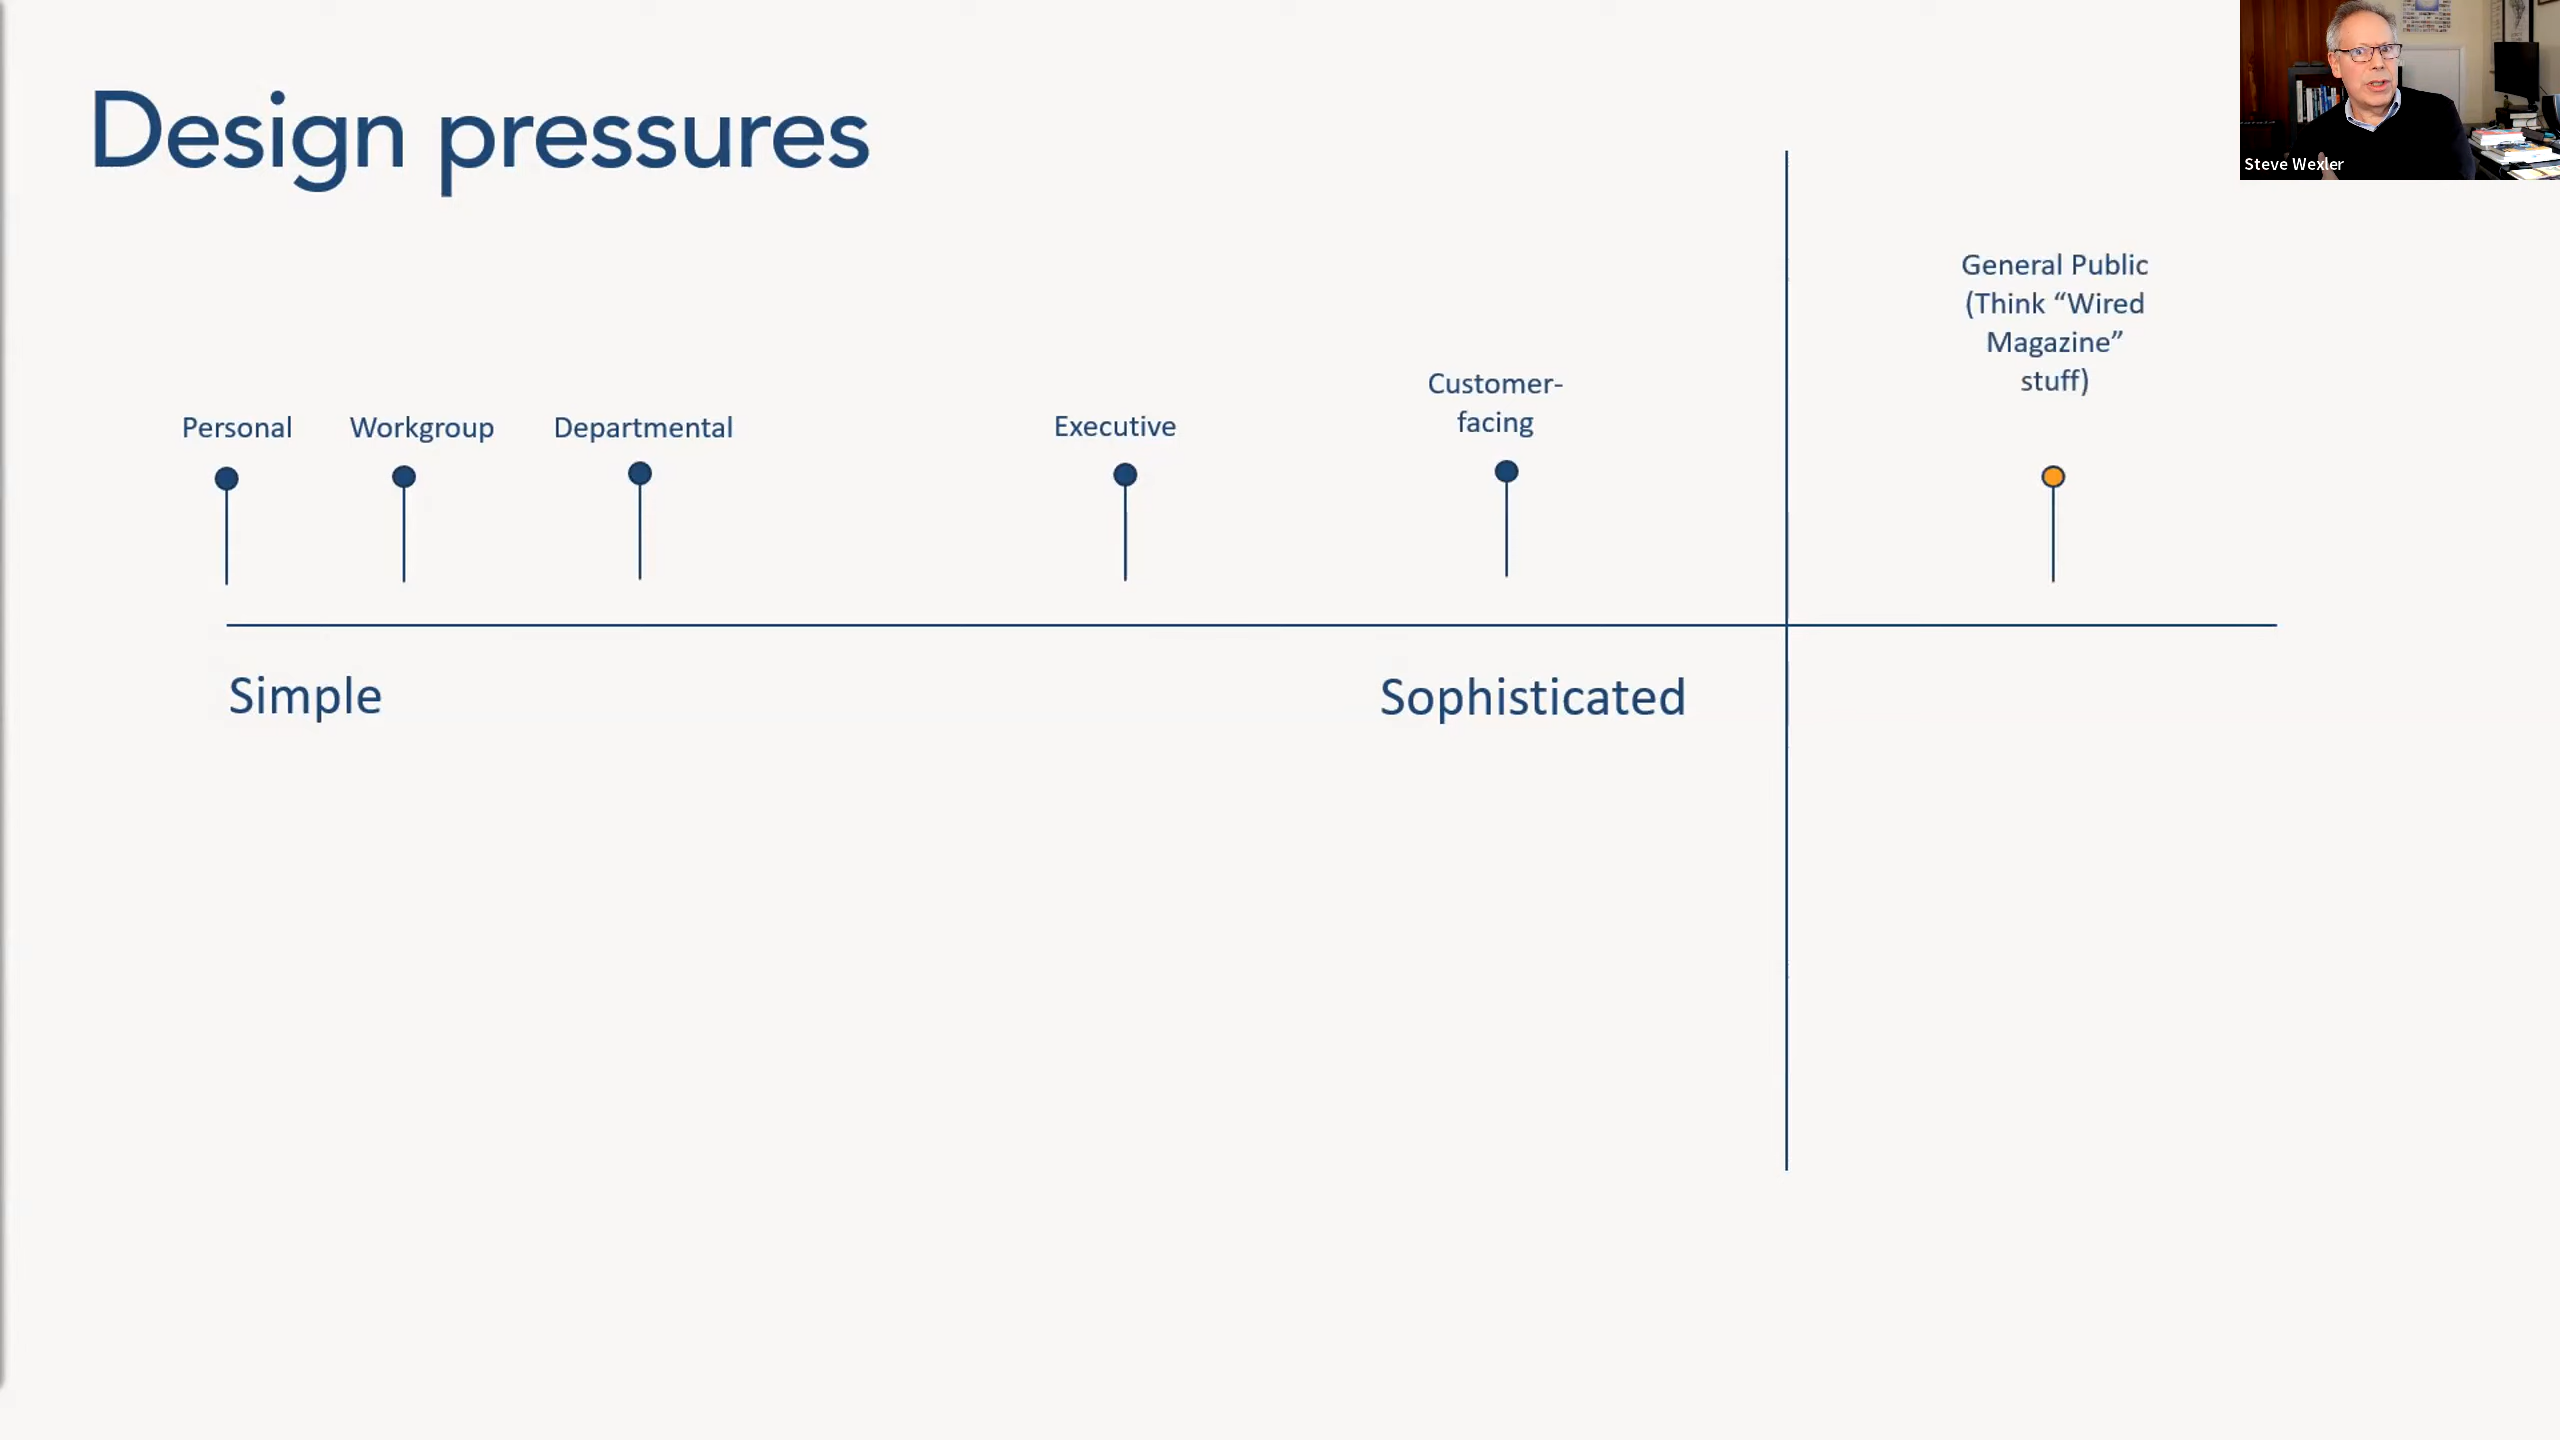 Design pressures
Steve Wexler
General Public
(Think “Wired
Magazine”
stuff)
Customer-
facing
Personal
Workgroup
Departmental
Executive
Simple
Sophisticated